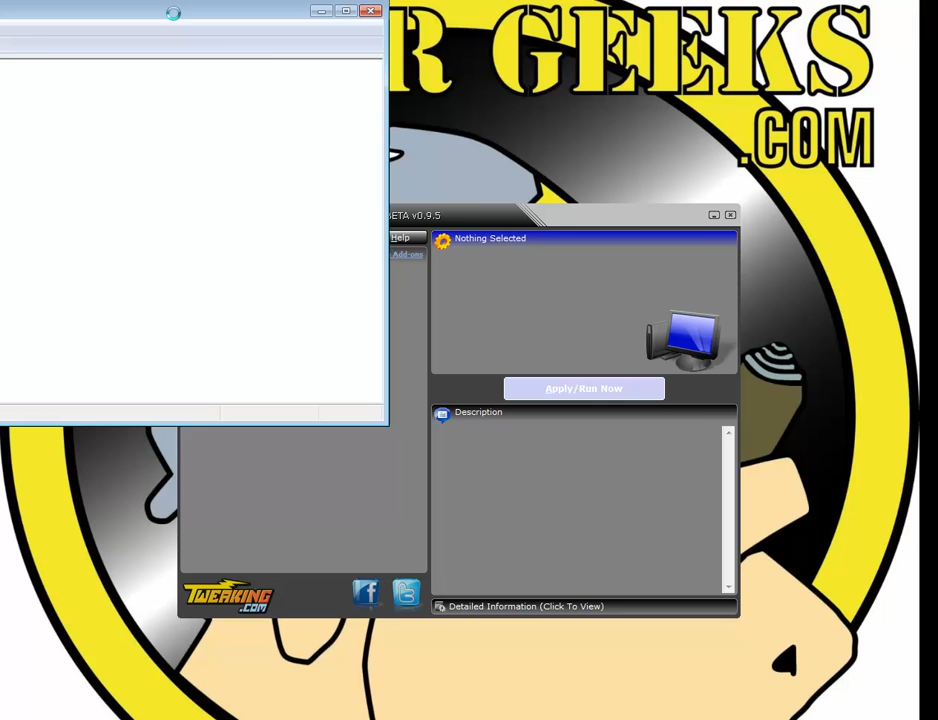 R GEEKS
.COM
BETA v0.9.5
Help
Add-ons
Nothing Selected
Apply/Run Now
Description
TWEAKING
.COM
Detailed Information (Click To View)